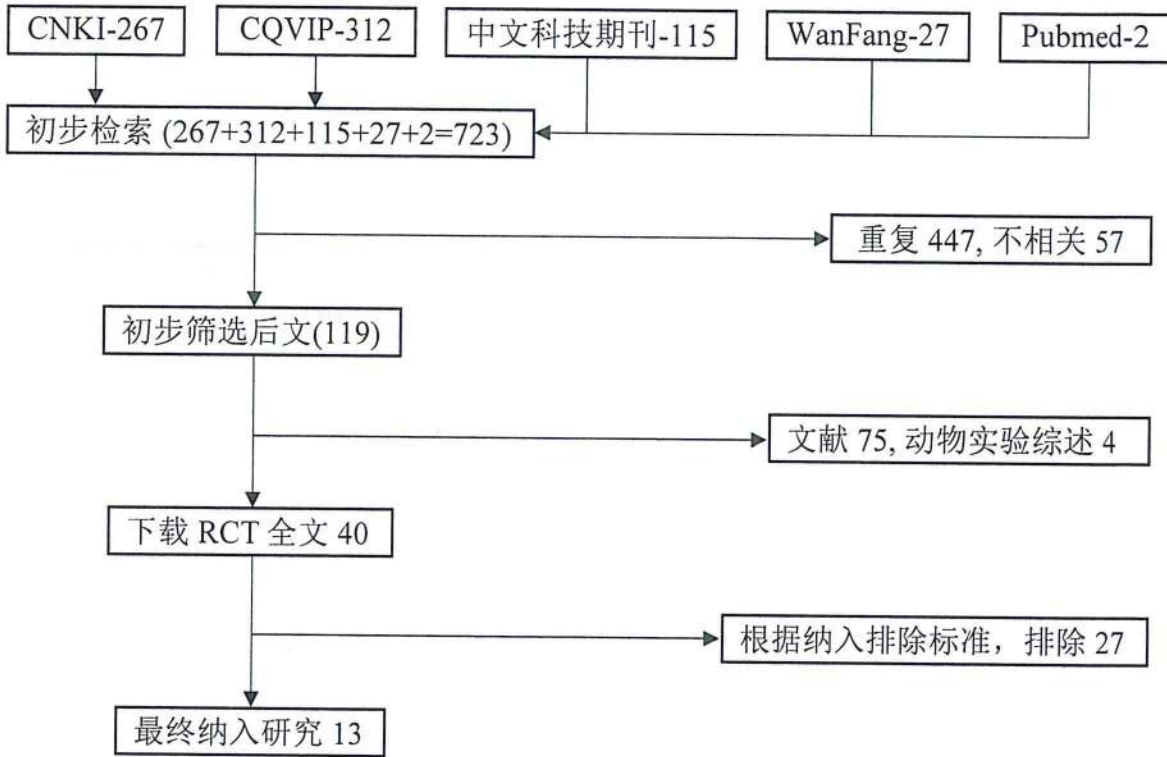 CNKI-267
CQVIP-312
中文科技期刊-115
WanFang-27
Pubmed-2
初步检索 (267+312+115+27+2=723)
重复 447, 不相关 57
初步筛选后文(119)
文献 75, 动物实验综述 4
下载 RCT 全文 40
根据纳入排除标准，排除 27
最终纳入研究 13